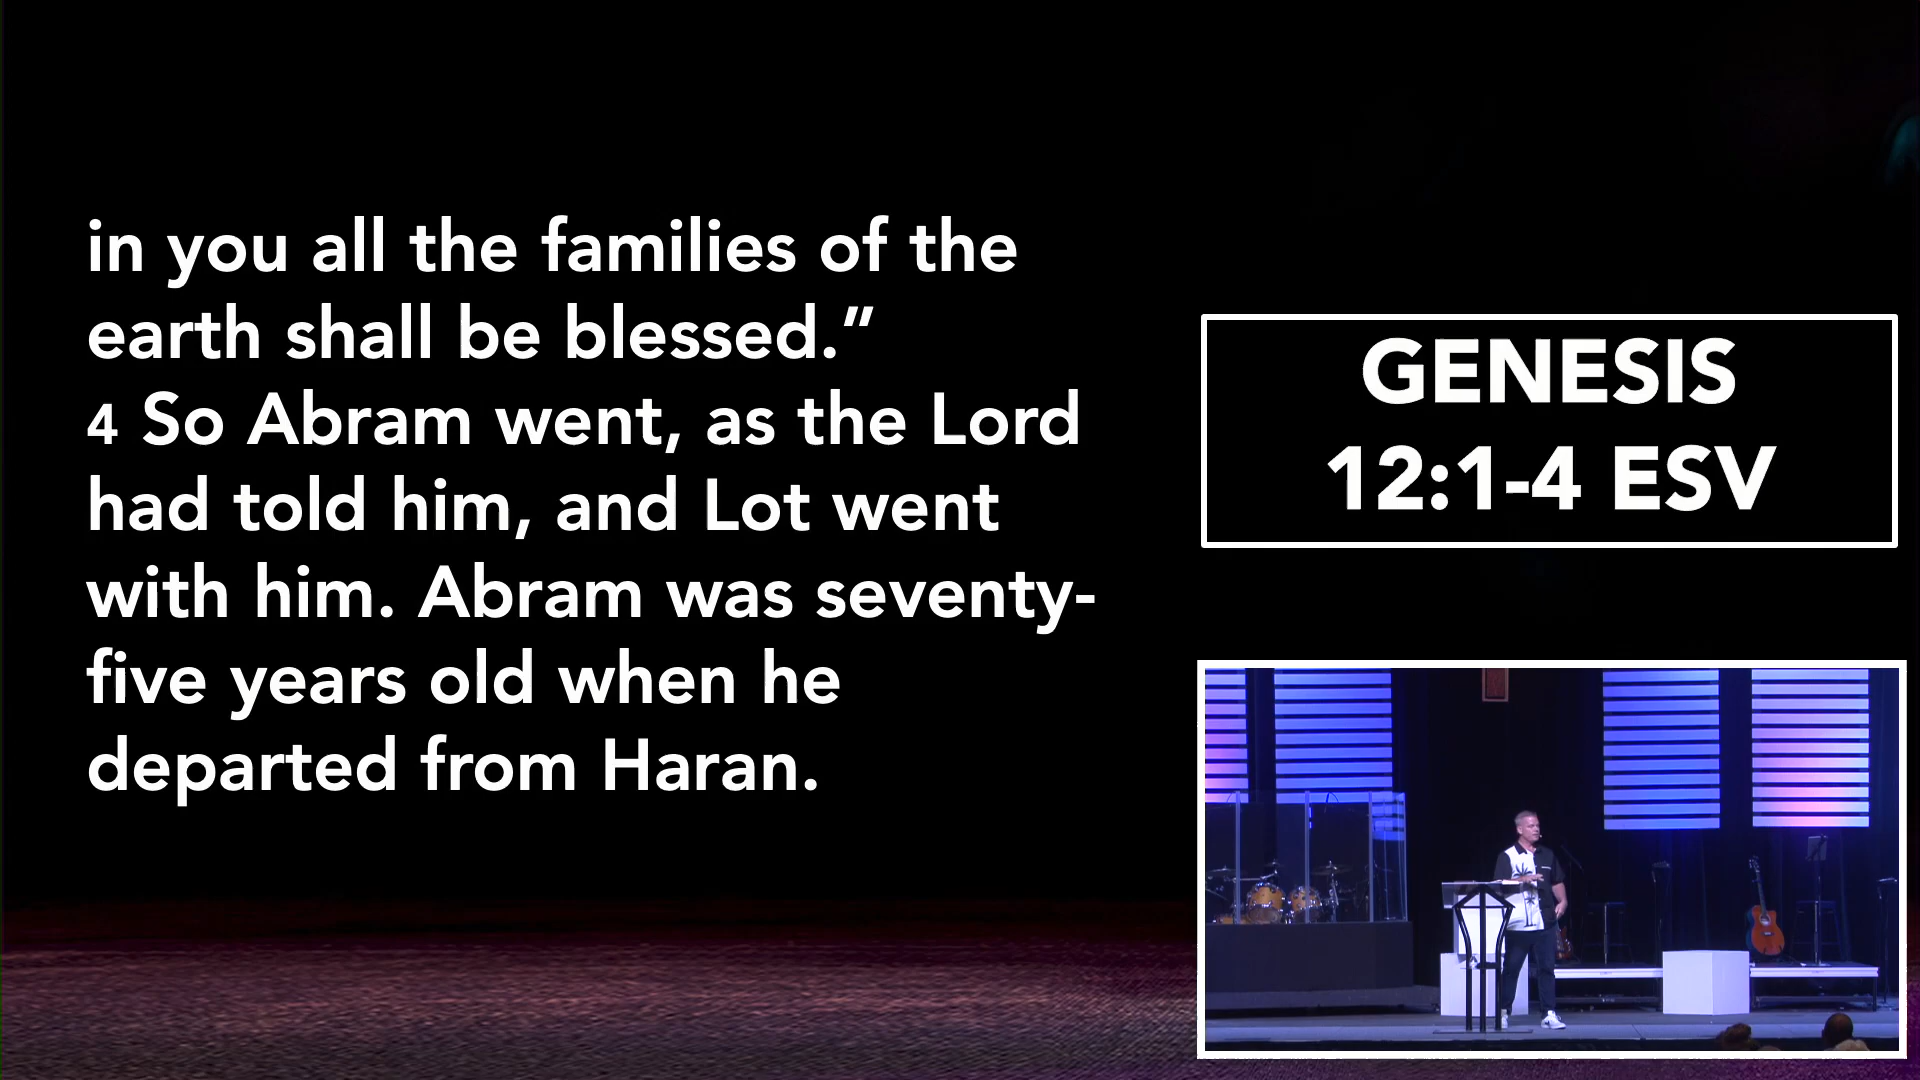 in you all the families of the
earth shall be blessed.”
4 So Abram went, as the Lord
had told him, and Lot went
with him. Abram was seventy-
five years old when he
departed from Haran.
GENESIS
12:1-4 ESV